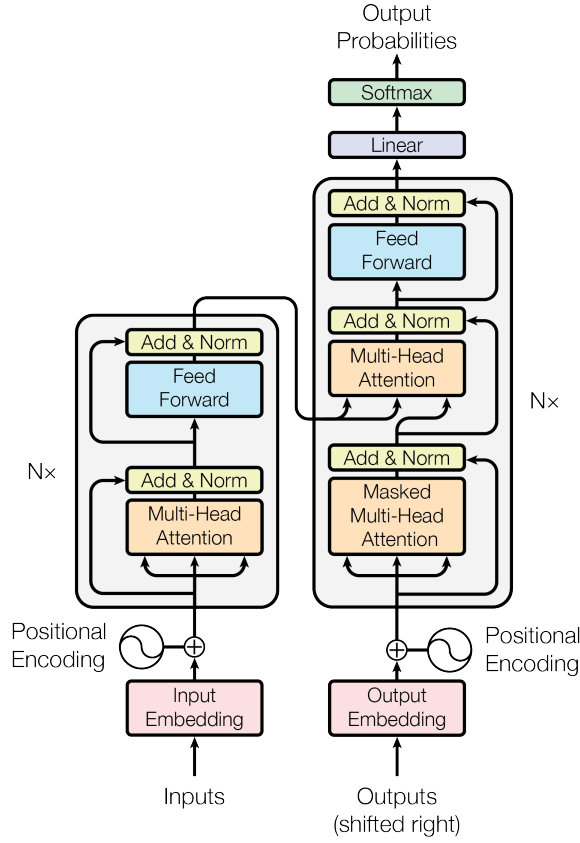 Output
Probabilities
Softmax
Linear
Add & Norm
Feed
Forward
Add & Norm
Multi-Head
Attention
Add & Norm
Masked
Multi-Head
Attention
N×
Add & Norm
Feed
Forward
Add & Norm
Multi-Head
Attention
N×
Positional
Encoding
Positional
Encoding
Input
Embedding
Output
Embedding
Inputs
Outputs
(shifted right)